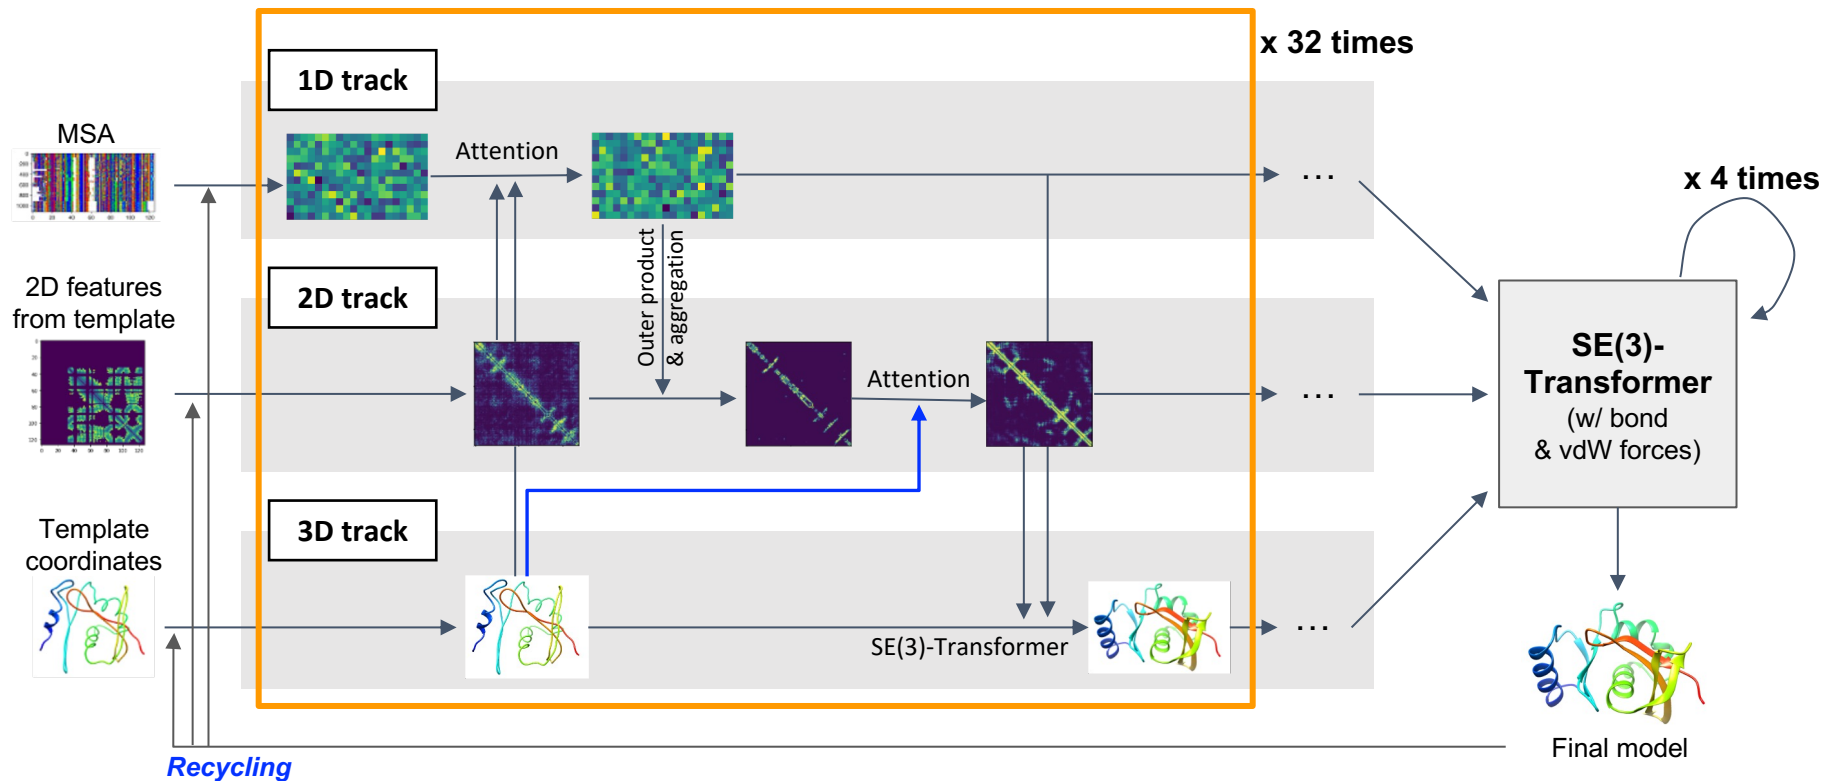 x 32 times
1D track
MSA
Attention
x 4 times
2D features
from template
2D track
Outer product
& aggregation
Attention
SE(3)-
Transformer
(w/ bond
& vdW forces)
Template
coordinates
3D track
SE(3)-Transformer
Final model
Recycling
...
...
...